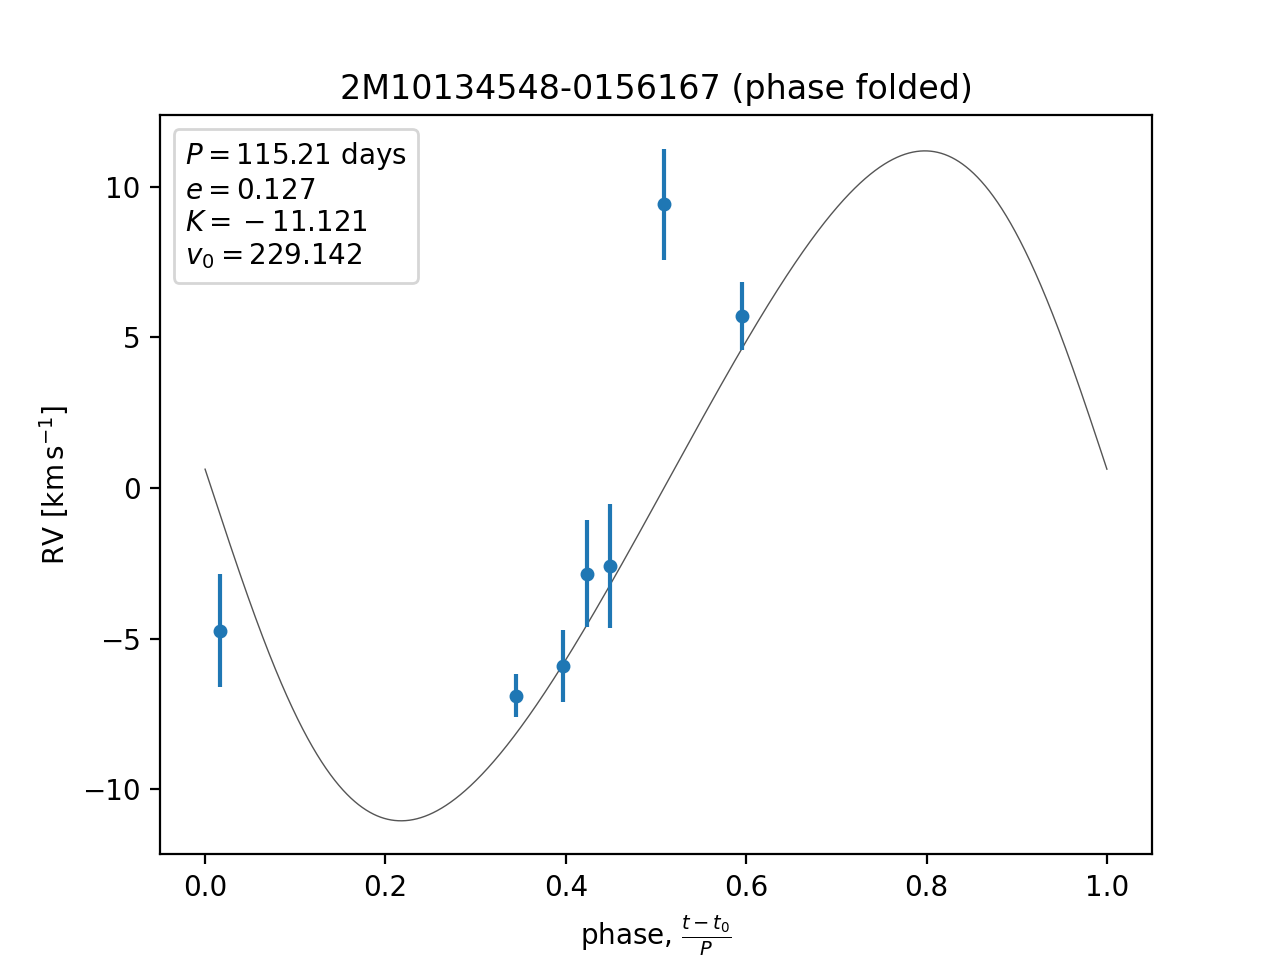 2M10134548-0156167 (phase folded)
P = 115.21 days
e = 0.127
K = −11.121
v₀ = 229.142
10
5
0
−5
−10
RV [km s⁻¹]
0.0 0.2 0.4 0.6 0.8 1.0
phase, (t − t₀)/P